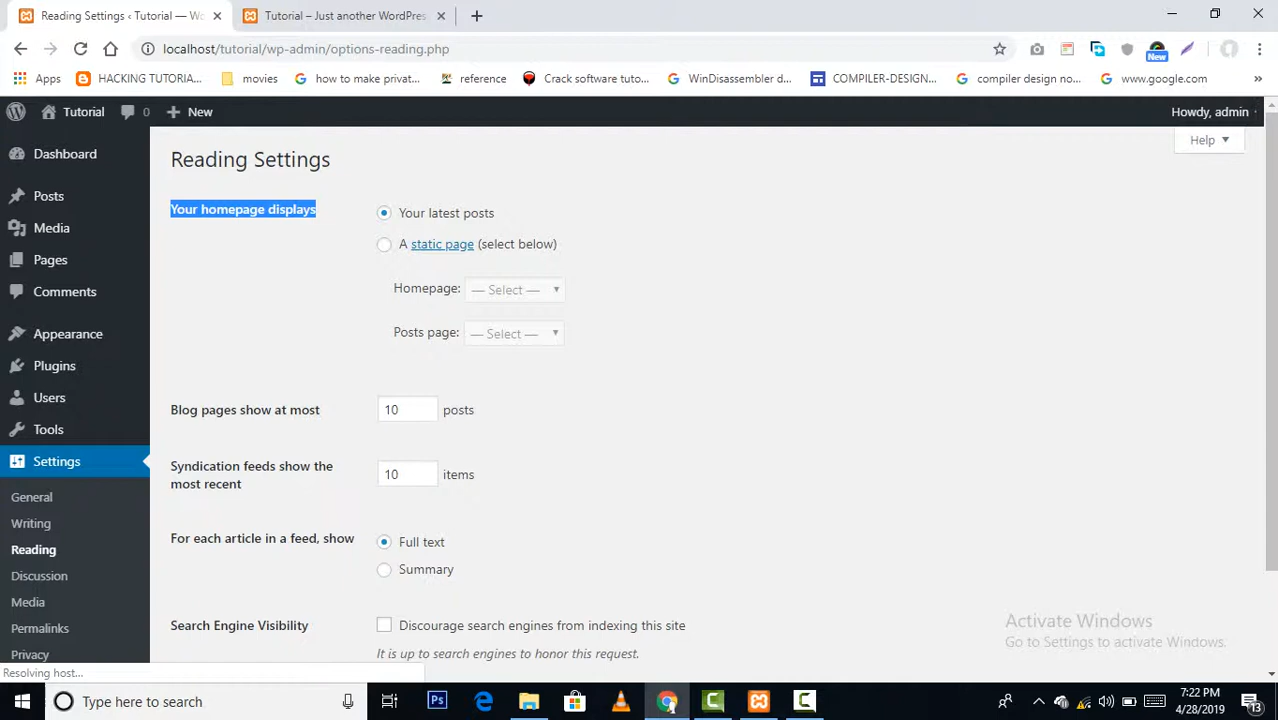 Reading Settings ‹ Tutorial — Wo
Tutorial – Just another WordPres
localhost/tutorial/wp-admin/options-reading.php
New
Apps
HACKING TUTORIA...
movies
how to make privat...
reference
Crack software tuto...
WinDisassembler d...
COMPILER-DESIGN...
compiler design no...
www.google.com
»
Tutorial
0
New
Howdy, admin
Help
Dashboard
Posts
Media
Pages
Comments
Appearance
Plugins
Users
Tools
Settings
General
Writing
Reading
Discussion
Media
Permalinks
Privacy
Reading Settings
Your homepage displays
Your latest posts
A static page (select below)
Homepage: — Select —
Posts page: — Select —
Blog pages show at most
10 posts
Syndication feeds show the
most recent
10 items
For each article in a feed, show
Full text
Summary
Search Engine Visibility
Discourage search engines from indexing this site
It is up to search engines to honor this request.
Activate Windows
Go to Settings to activate Windows.
Resolving host...
Type here to search
Ps
7:22 PM
4/28/2019
13